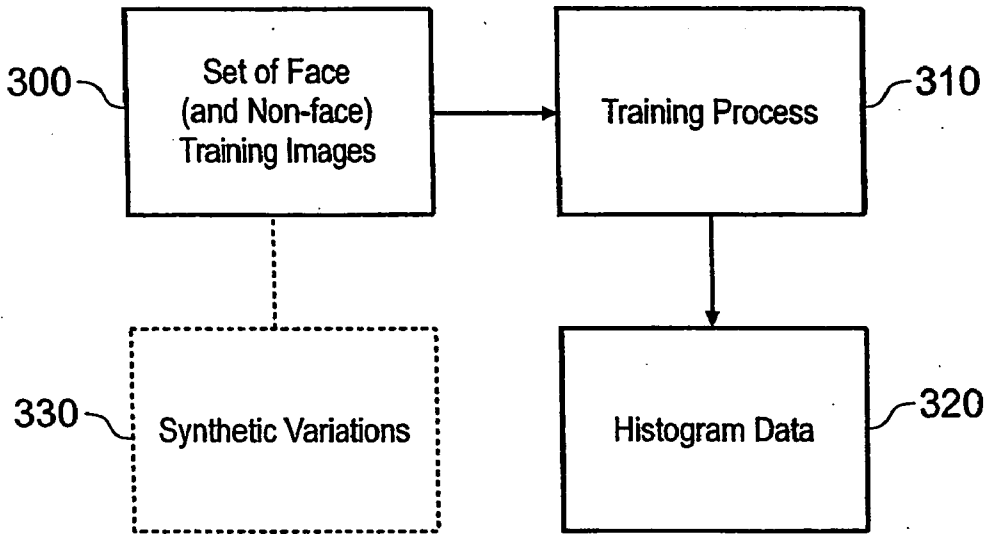 300
Set of Face
(and Non-face)
Training Images
Training Process
310
330
Synthetic Variations
Histogram Data
320